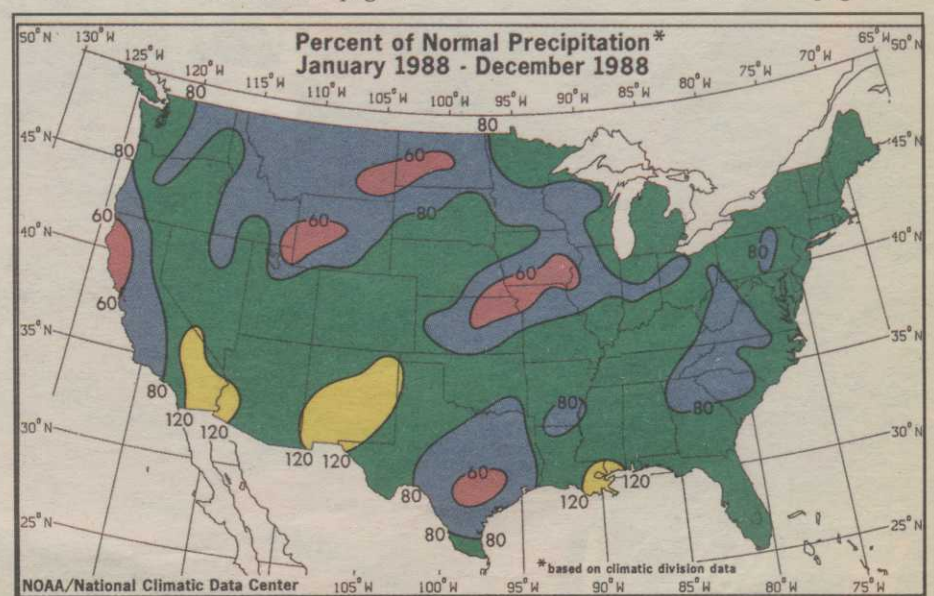 50°N 130°W 65°W 50°N
Percent of Normal Precipitation*
January 1988 - December 1988
125°W 120°W 115°W 110°W 105°W 100°W 95°W 90°W 85°W 80°W 75°W 70°W
80 80
45°N 45°N
80 60
60 60 80
40°N 80 40°N
60
60
35°N 35°N
80 80 80
120 120
30°N 120 120 60 120 120 30°N
80
80 80
25°N 25°N
*based on climatic division data
NOAA/National Climatic Data Center 105°W 100°W 95°W 90°W 85°W 80°W 75°W